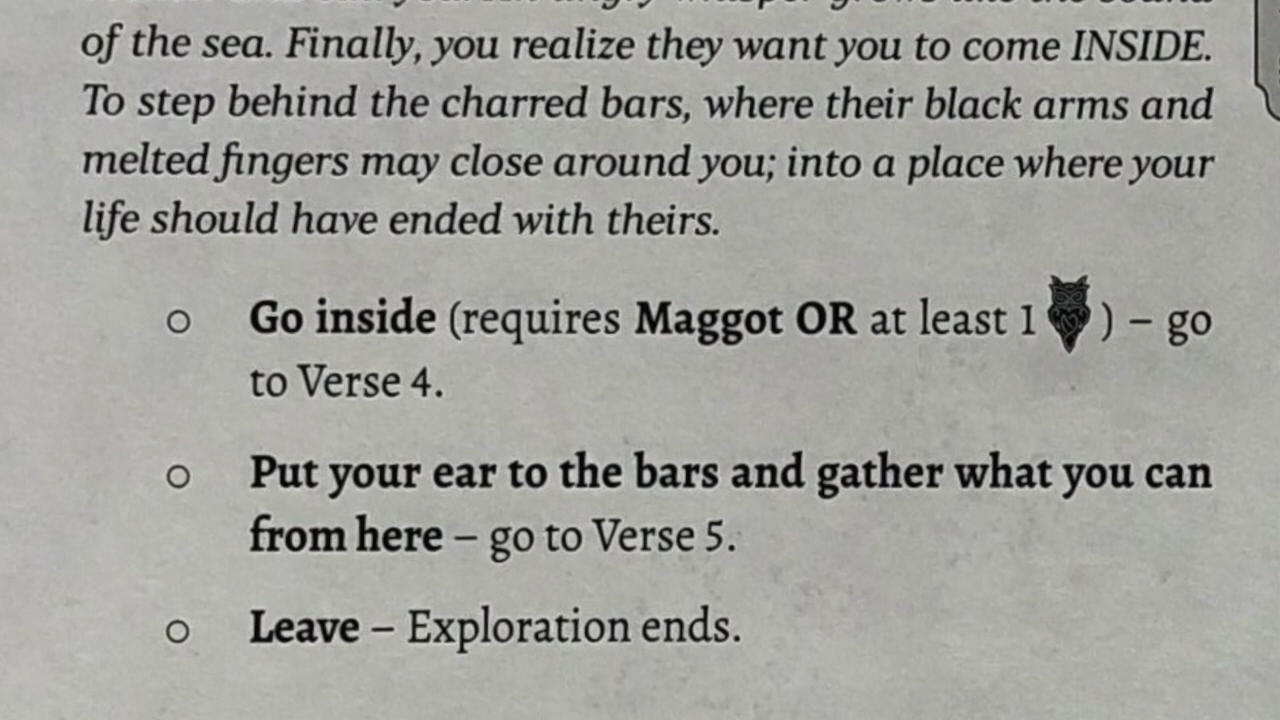 of the sea. Finally, you realize they want you to come INSIDE.
To step behind the charred bars, where their black arms and
melted fingers may close around you; into a place where your
life should have ended with theirs.
Go inside (requires Maggot OR at least 1 ) – go
to Verse 4.
Put your ear to the bars and gather what you can
from here – go to Verse 5.
Leave – Exploration ends.